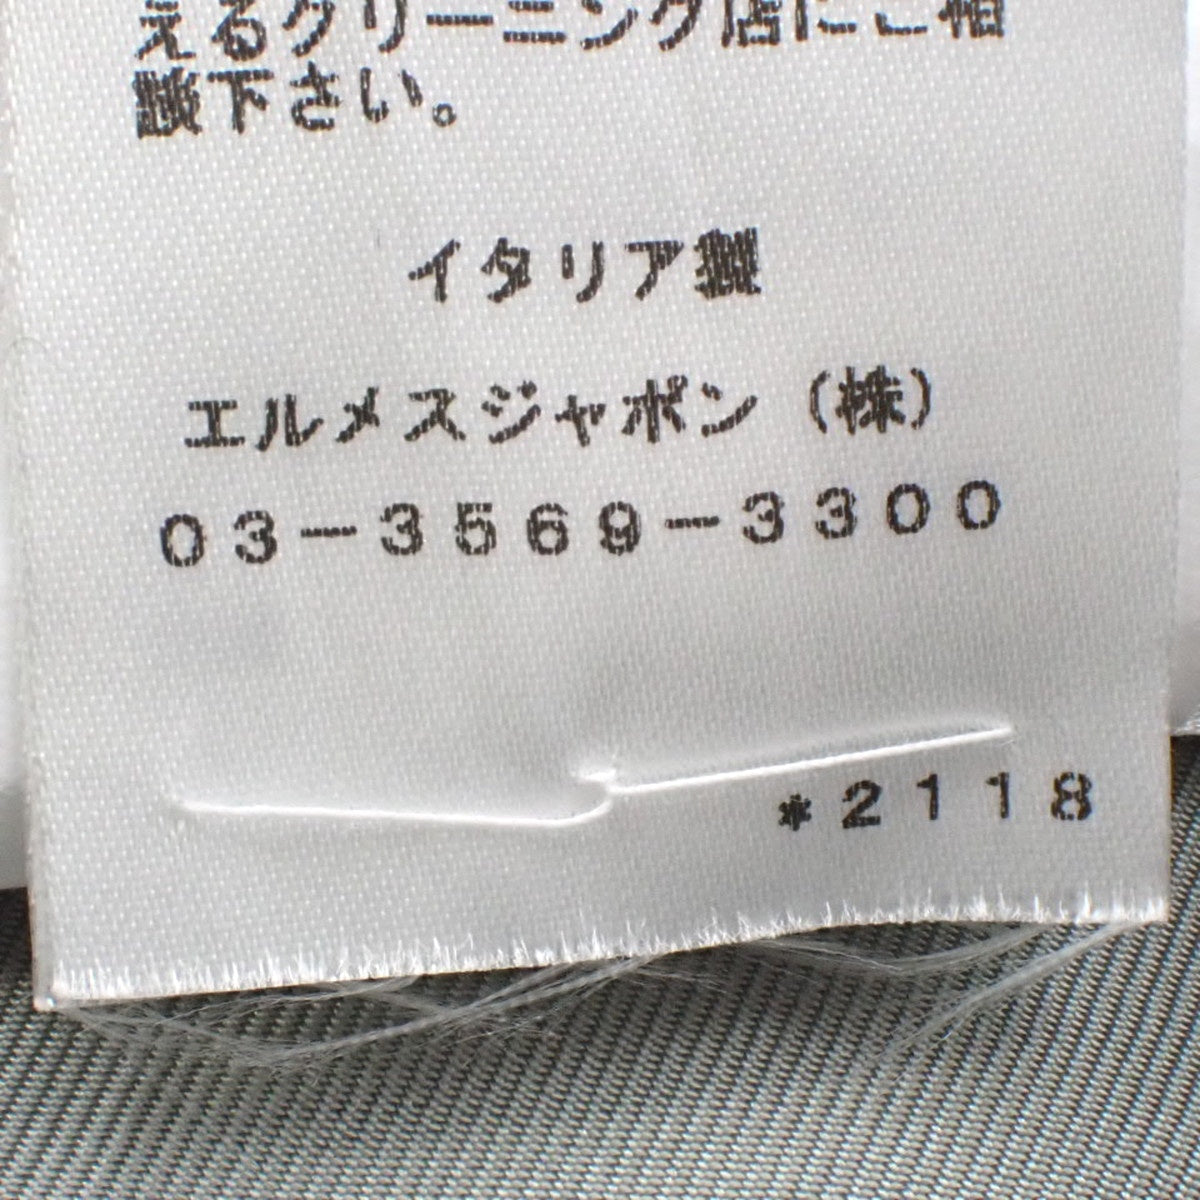 えるクリーニング店にご相
談下さい。
イタリア製
エルメスジャポン（株）
03-3569-3300
*2118